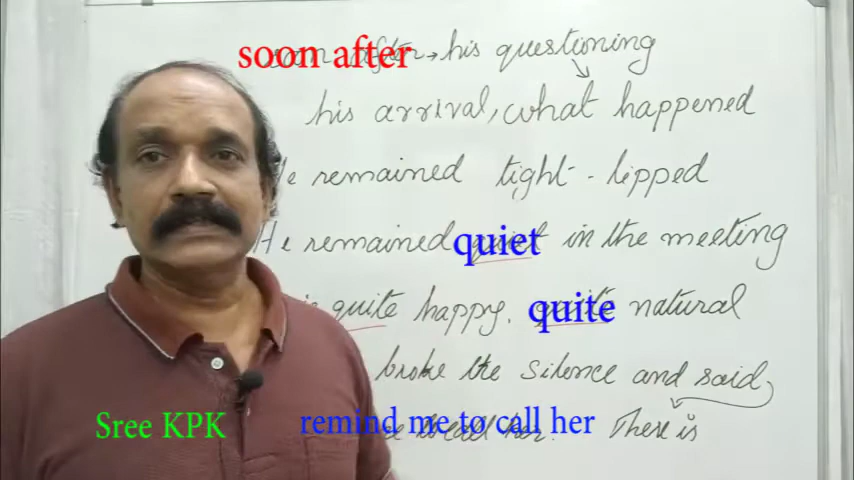 soon after → his questioning
his arrival, what happened
He remained tight-lipped
He remained quiet in the meeting
quite happy. quite natural
broke the silence and said,
Sree KPK remind me to call her There is